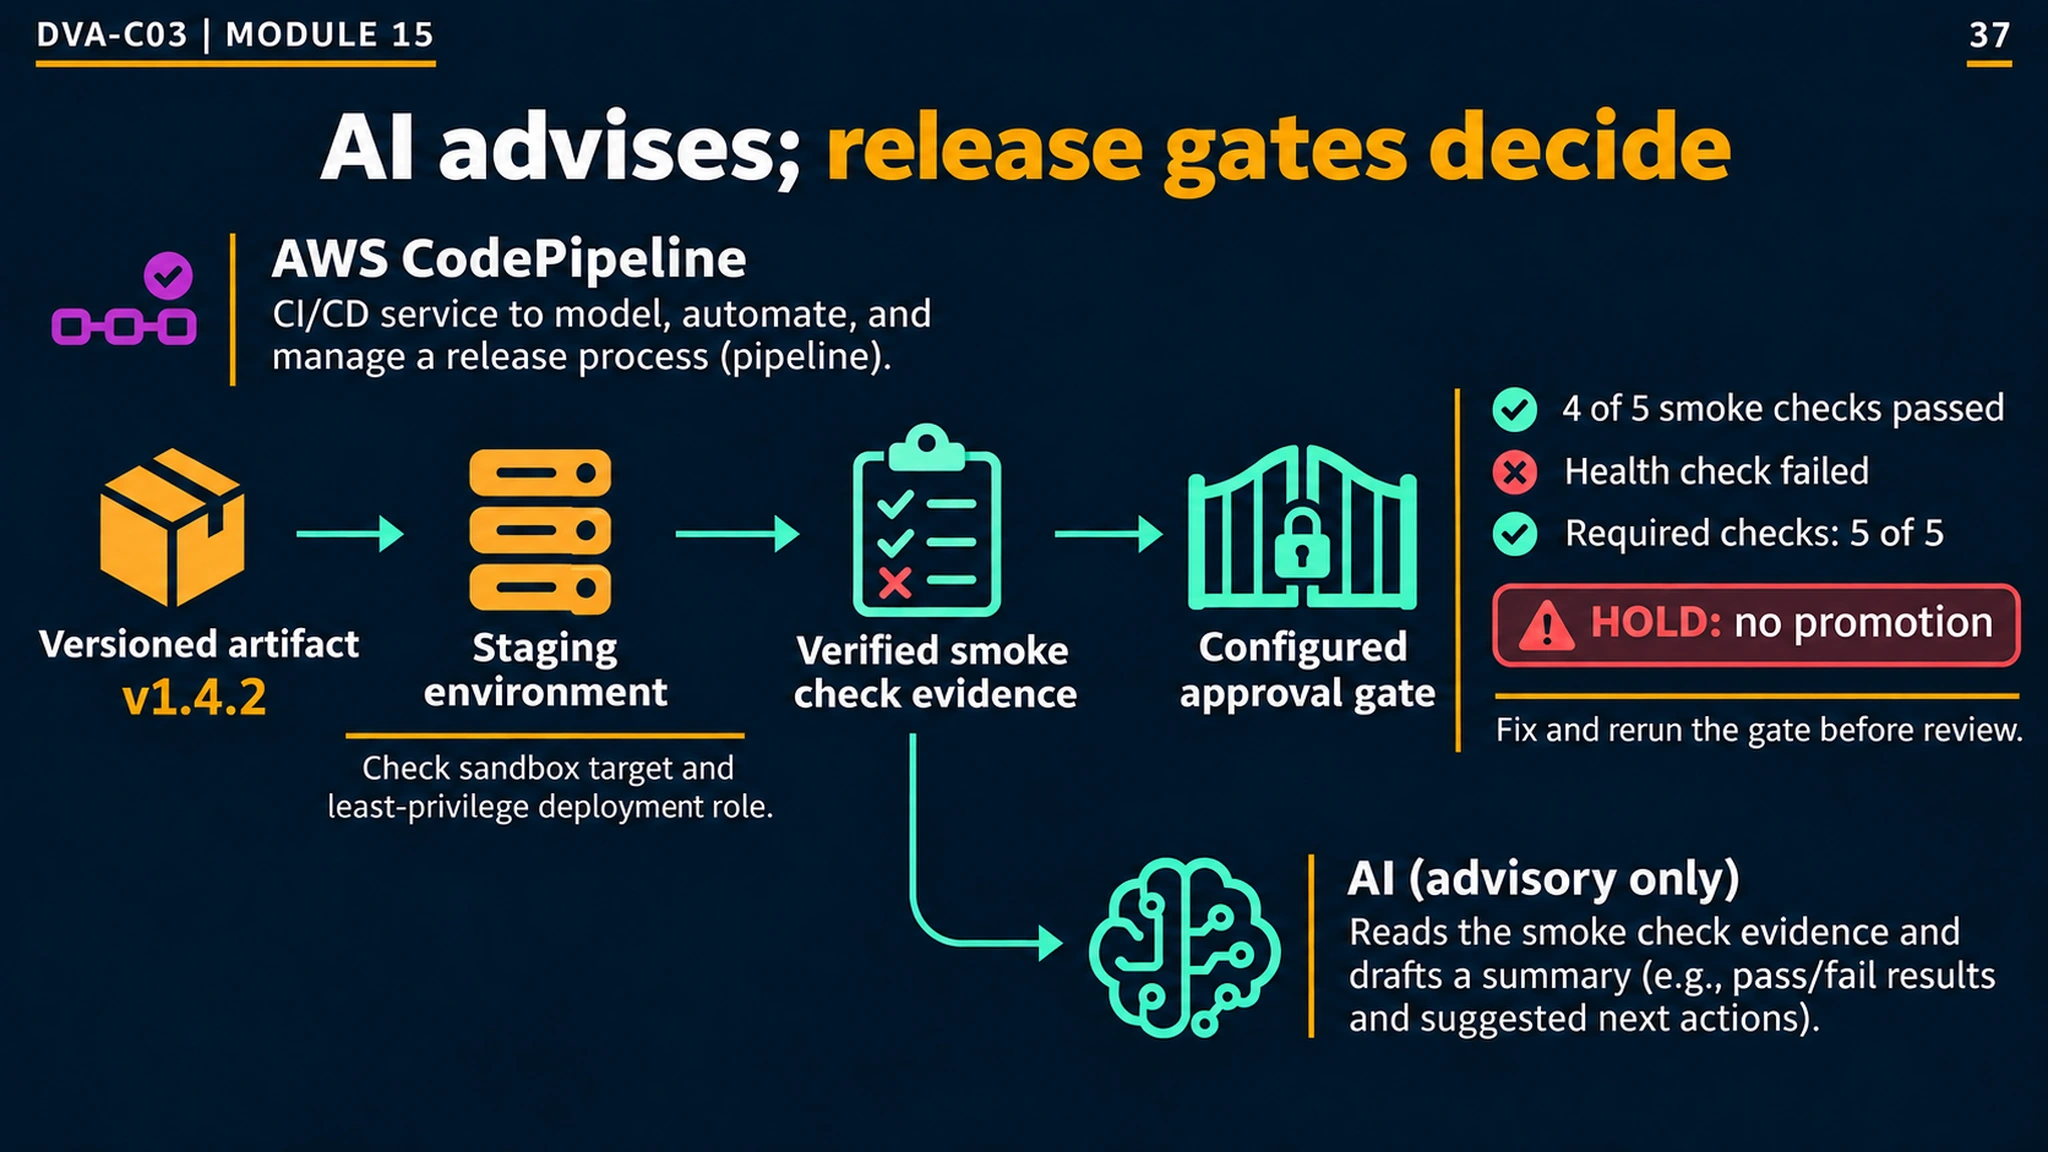 DVA-C03 | MODULE 15
37
AI advises; release gates decide
AWS CodePipeline
CI/CD service to model, automate, and
manage a release process (pipeline).
Versioned artifact
v1.4.2
Staging
environment
Check sandbox target and
least-privilege deployment role.
Verified smoke
check evidence
Configured
approval gate
4 of 5 smoke checks passed
Health check failed
Required checks: 5 of 5
HOLD: no promotion
Fix and rerun the gate before review.
AI (advisory only)
Reads the smoke check evidence and
drafts a summary (e.g., pass/fail results
and suggested next actions).